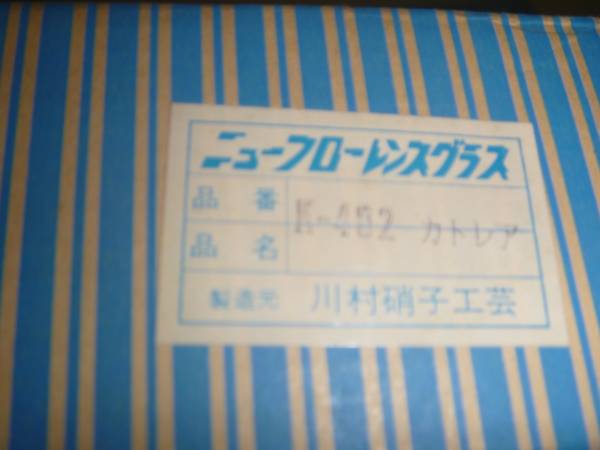 ニューフローレンスグラス
品番
K-402 カトレア
品名
製造元 川村硝子工芸